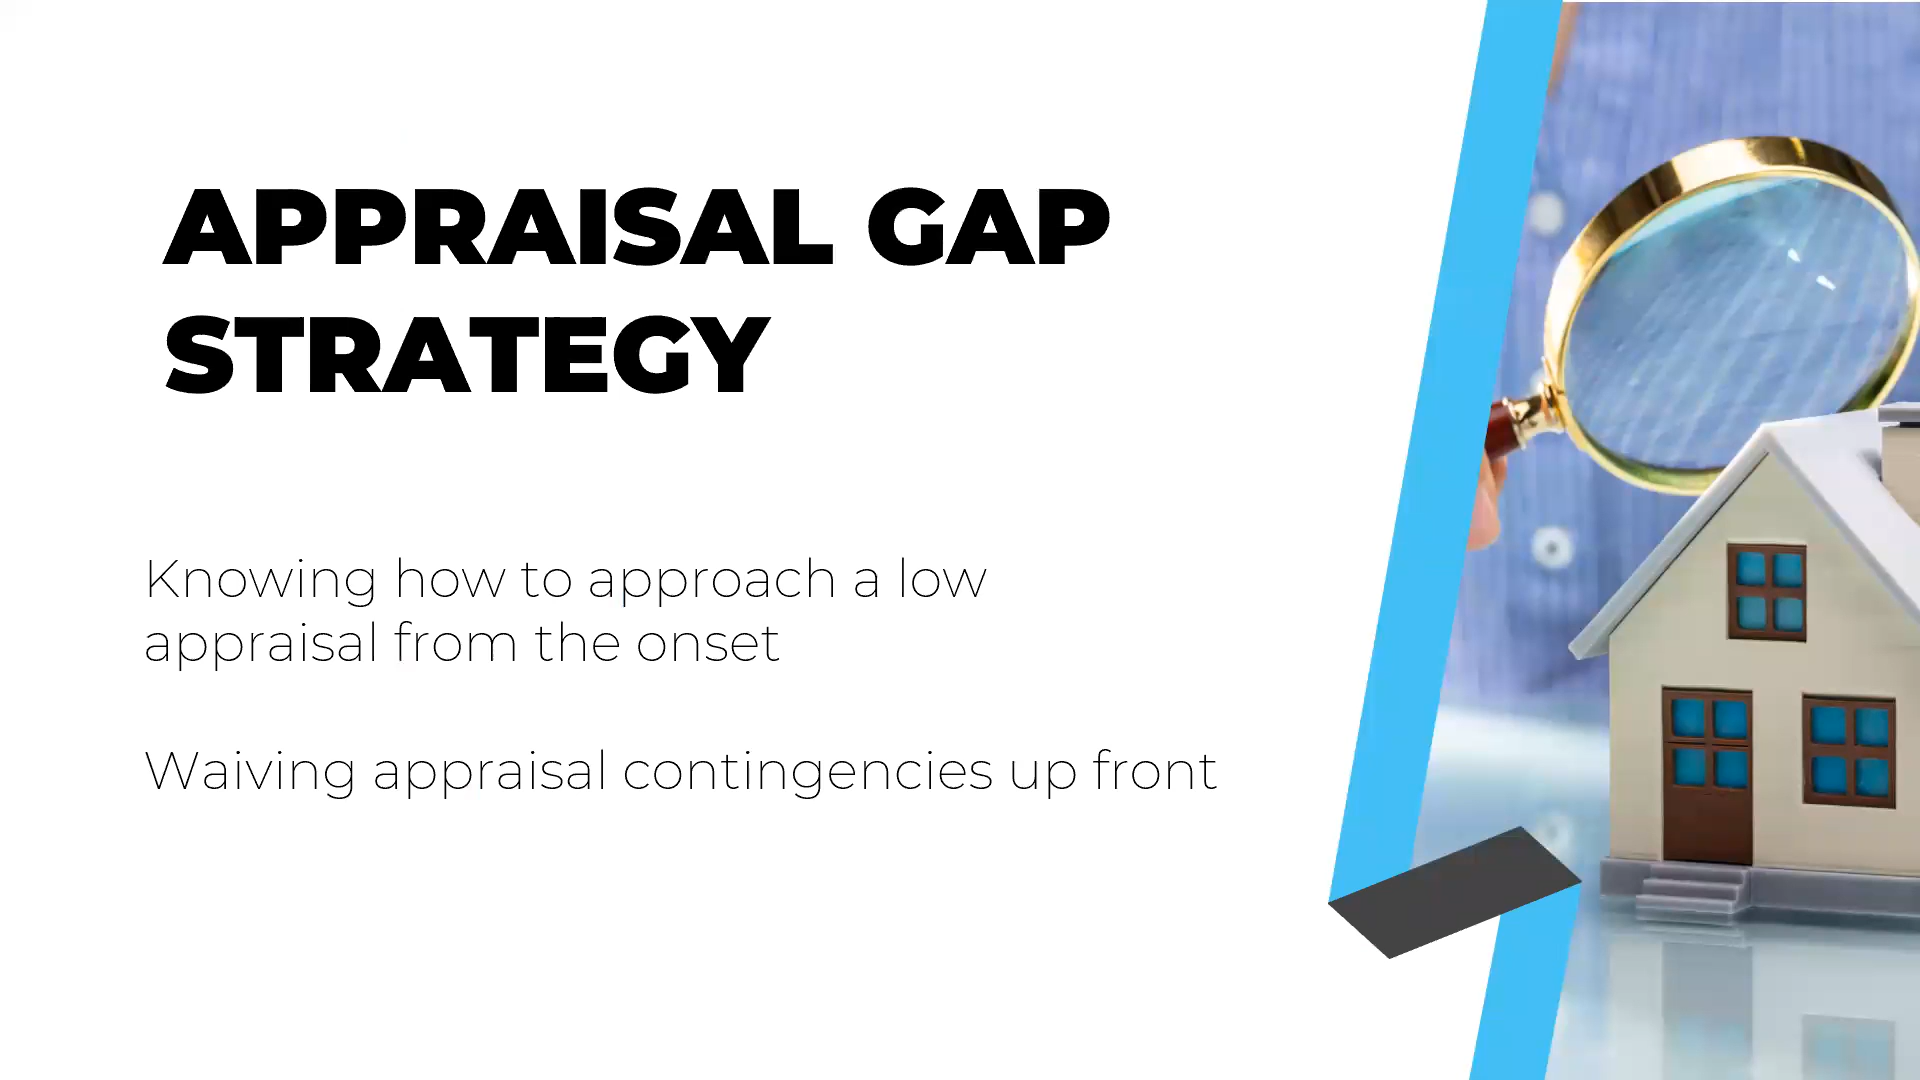 APPRAISAL GAP
STRATEGY
Knowing how to approach a low
appraisal from the onset
Waiving appraisal contingencies up front